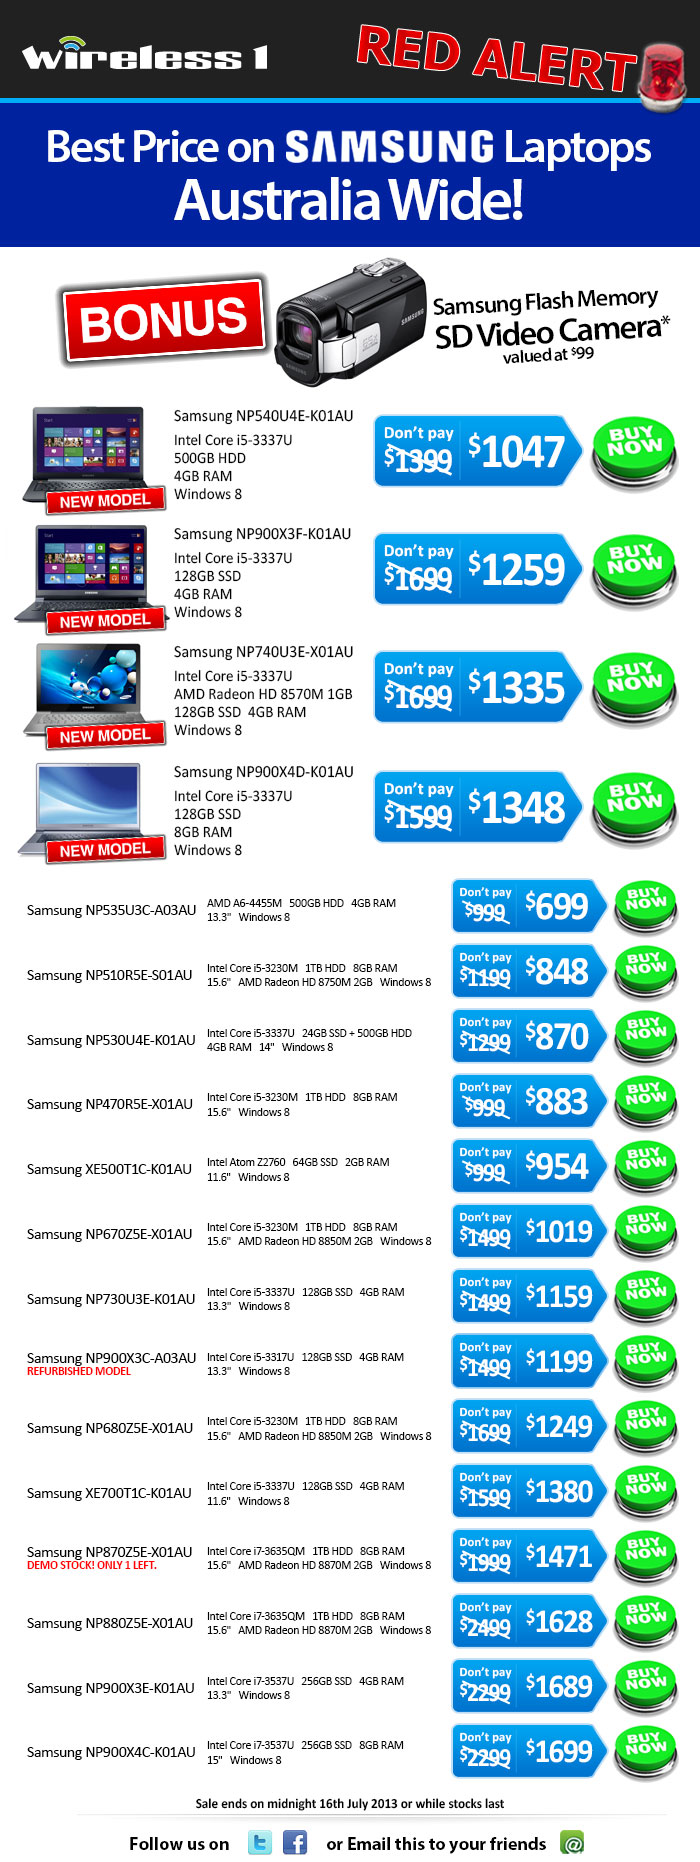 wireless 1
RED ALERT
Best Price on SAMSUNG Laptops
Australia Wide!
BONUS
SAMSUNG
SAMSUNG
Samsung Flash Memory
SD Video Camera*
valued at $99
Samsung NP540U4E-K01AU
Intel Core i5-3337U
500GB HDD
4GB RAM
Windows 8
NEW MODEL
Don't pay
$1399
$1047
BUY NOW
Samsung NP900X3F-K01AU
Intel Core i5-3337U
128GB SSD
4GB RAM
Windows 8
NEW MODEL
Don't pay
$1699
$1259
BUY NOW
Samsung NP740U3E-X01AU
Intel Core i5-3337U
AMD Radeon HD 8570M 1GB
128GB SSD 4GB RAM
Windows 8
NEW MODEL
Don't pay
$1699
$1335
BUY NOW
Samsung NP900X4D-K01AU
Intel Core i5-3337U
128GB SSD
8GB RAM
Windows 8
NEW MODEL
Don't pay
$1599
$1348
BUY NOW
Samsung NP535U3C-A03AU
AMD A6-4455M 500GB HDD 4GB RAM
13.3" Windows 8
Don't pay
$999
$699
BUY NOW
Samsung NP510R5E-S01AU
Intel Core i5-3230M 1TB HDD 8GB RAM
15.6" AMD Radeon HD 8750M 2GB Windows 8
Don't pay
$1199
$848
BUY NOW
Samsung NP530U4E-K01AU
Intel Core i5-3337U 24GB SSD + 500GB HDD
4GB RAM 14" Windows 8
Don't pay
$1299
$870
BUY NOW
Samsung NP470R5E-X01AU
Intel Core i5-3230M 1TB HDD 8GB RAM
15.6" Windows 8
Don't pay
$999
$883
BUY NOW
Samsung XE500T1C-K01AU
Intel Atom Z2760 64GB SSD 2GB RAM
11.6" Windows 8
Don't pay
$999
$954
BUY NOW
Samsung NP670Z5E-X01AU
Intel Core i5-3230M 1TB HDD 8GB RAM
15.6" AMD Radeon HD 8850M 2GB Windows 8
Don't pay
$1499
$1019
BUY NOW
Samsung NP730U3E-K01AU
Intel Core i5-3337U 128GB SSD 4GB RAM
13.3" Windows 8
Don't pay
$1499
$1159
BUY NOW
Samsung NP900X3C-A03AU
REFURBISHED MODEL
Intel Core i5-3317U 128GB SSD 4GB RAM
13.3" Windows 8
Don't pay
$1499
$1199
BUY NOW
Samsung NP680Z5E-X01AU
Intel Core i5-3230M 1TB HDD 8GB RAM
15.6" AMD Radeon HD 8850M 2GB Windows 8
Don't pay
$1699
$1249
BUY NOW
Samsung XE700T1C-K01AU
Intel Core i5-3337U 128GB SSD 4GB RAM
11.6" Windows 8
Don't pay
$1599
$1380
BUY NOW
Samsung NP870Z5E-X01AU
DEMO STOCK! ONLY 1 LEFT.
Intel Core i7-3635QM 1TB HDD 8GB RAM
15.6" AMD Radeon HD 8870M 2GB Windows 8
Don't pay
$1999
$1471
BUY NOW
Samsung NP880Z5E-X01AU
Intel Core i7-3635QM 1TB HDD 8GB RAM
15.6" AMD Radeon HD 8870M 2GB Windows 8
Don't pay
$2499
$1628
BUY NOW
Samsung NP900X3E-K01AU
Intel Core i7-3537U 256GB SSD 4GB RAM
13.3" Windows 8
Don't pay
$2299
$1689
BUY NOW
Samsung NP900X4C-K01AU
Intel Core i7-3537U 256GB SSD 8GB RAM
15" Windows 8
Don't pay
$2299
$1699
BUY NOW
Sale ends on midnight 16th July 2013 or while stocks last
Follow us on t f or Email this to your friends @